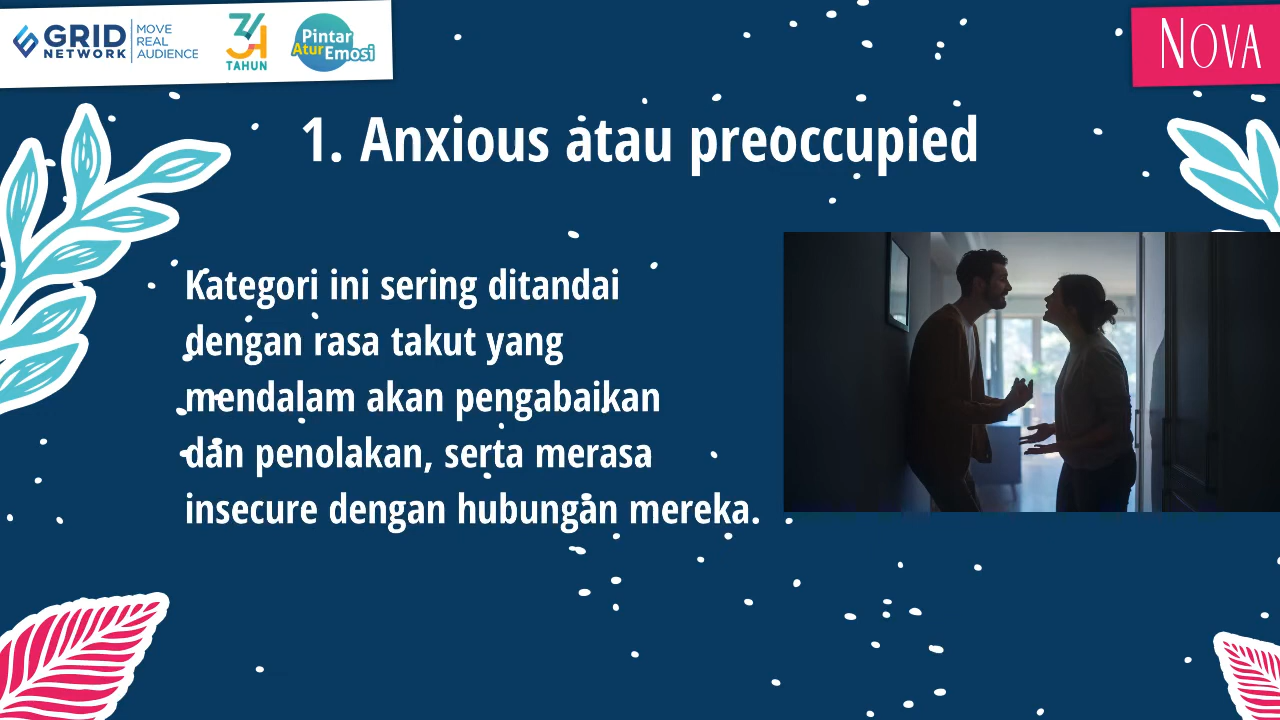 GRID
NETWORK
MOVE
REAL
AUDIENCE
34
TAHUN
Pintar
Atur Emosi
NOVA
1. Anxious atau preoccupied
Kategori ini sering ditandai
dengan rasa takut yang
mendalam akan pengabaikan
dan penolakan, serta merasa
insecure dengan hubungan mereka.